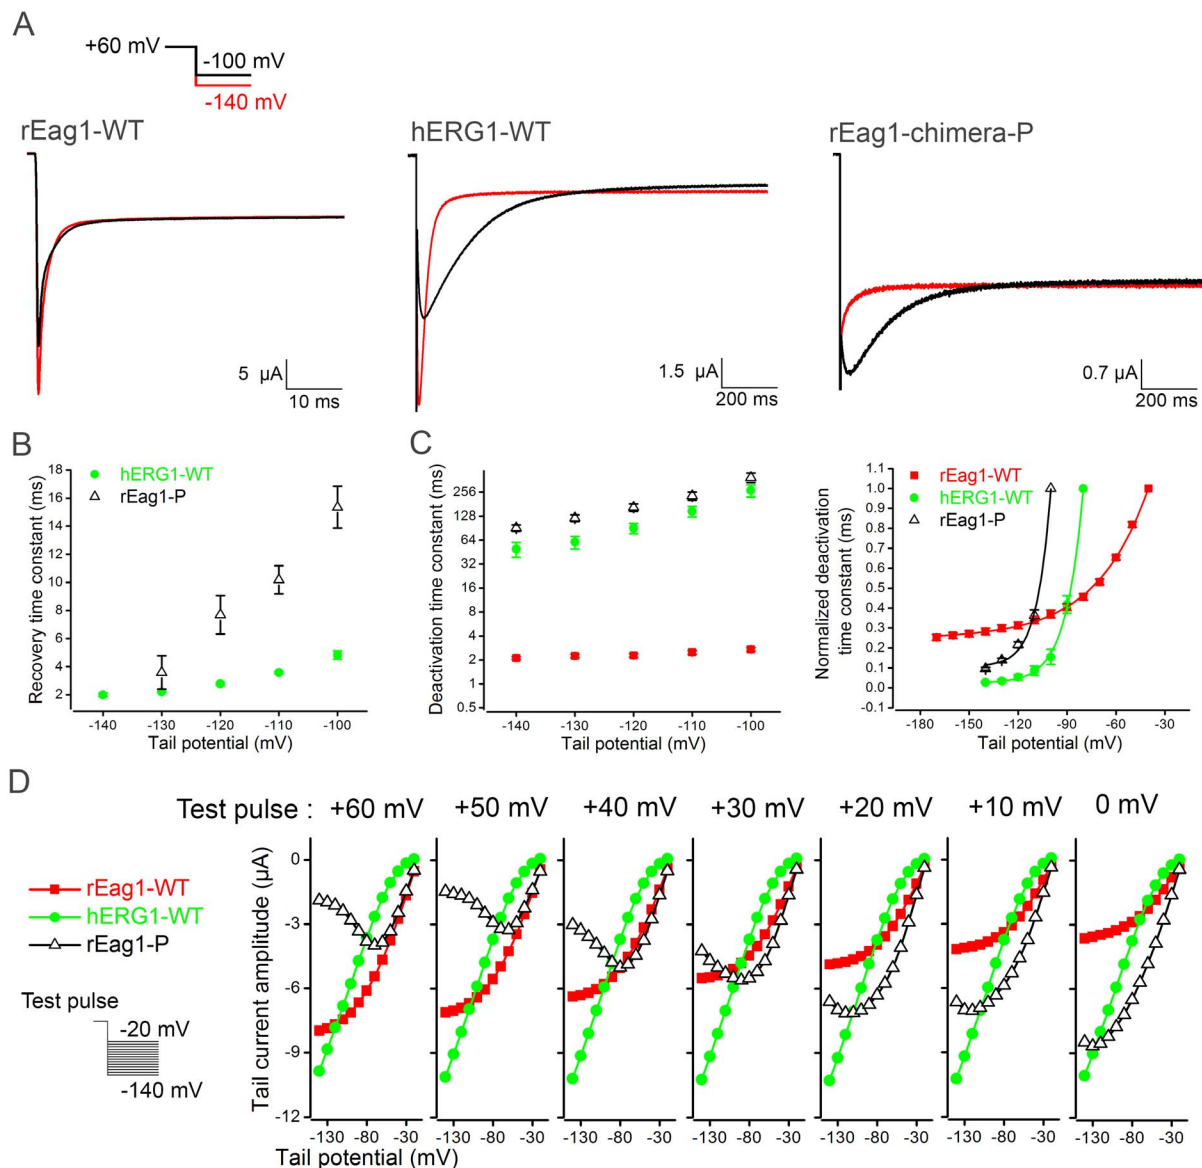 A
+60 mV
-100 mV
-140 mV
rEag1-WT
hERG1-WT
rEag1-chimera-P
5 µA
10 ms
1.5 µA
200 ms
0.7 µA
200 ms
B
hERG1-WT
rEag1-P
Recovery time constant (ms)
18
16
14
12
10
8
6
4
2
-140 -130 -120 -110 -100
Tail potential (mV)
C
Deactivation time constant (ms)
256
128
64
32
16
8
4
2
1
0.5
-140 -130 -120 -110 -100
Tail potential (mV)
rEag1-WT
hERG1-WT
rEag1-P
Normalized deactivation
time constant (ms)
1.1
1.0
0.9
0.8
0.7
0.6
0.5
0.4
0.3
0.2
0.1
0.0
-0.1
-180 -150 -120 -90 -60 -30
Tail potential (mV)
D
Test pulse : +60 mV +50 mV +40 mV +30 mV +20 mV +10 mV 0 mV
rEag1-WT
hERG1-WT
rEag1-P
Test pulse
-20 mV
-140 mV
Tail current amplitude (µA)
0
-3
-6
-9
-12
-130 -80 -30 -130 -80 -30 -130 -80 -30 -130 -80 -30 -130 -80 -30 -130 -80 -30 -130 -80 -30
Tail potential (mV)